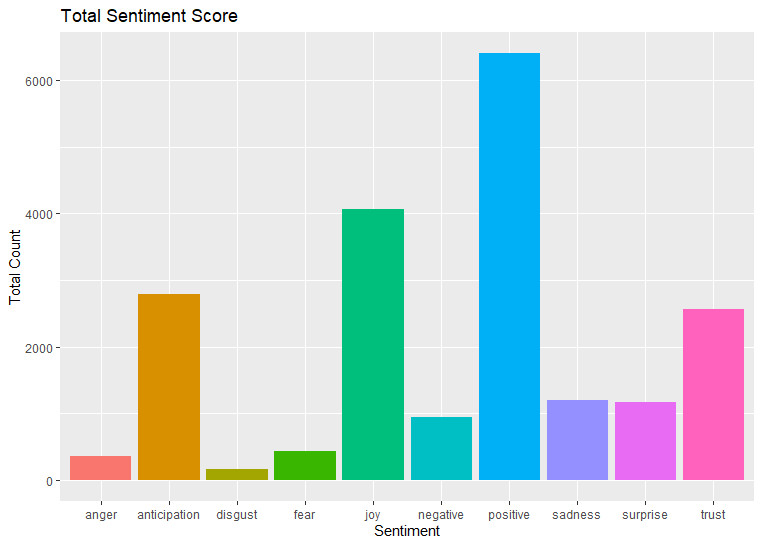 Total Sentiment Score
Total Count
6000
4000
2000
0
anger anticipation disgust fear joy negative positive sadness surprise trust
Sentiment